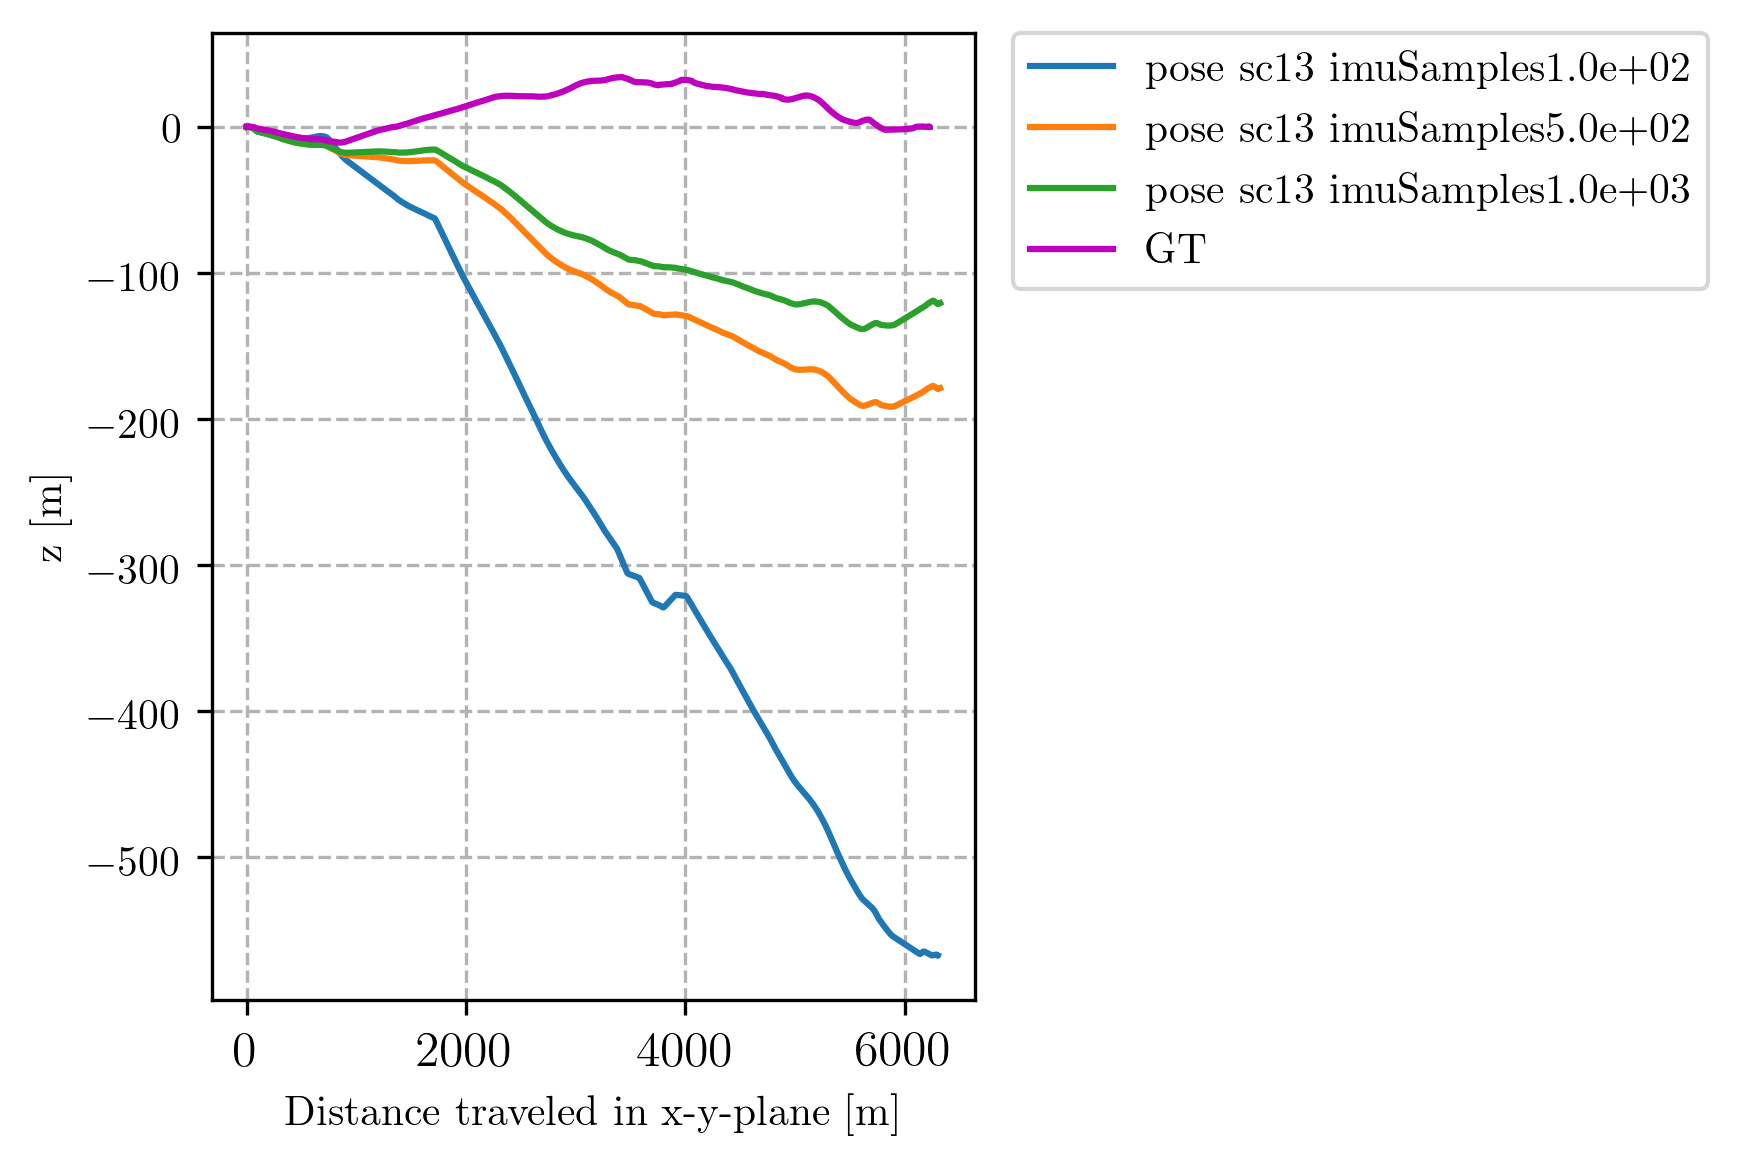 pose sc13 imuSamples1.0e+02
pose sc13 imuSamples5.0e+02
pose sc13 imuSamples1.0e+03
GT
0
−100
−200
−300
−400
−500
z [m]
0 2000 4000 6000
Distance traveled in x-y-plane [m]